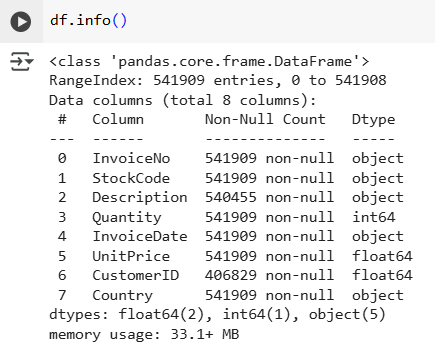 df.info()
<class 'pandas.core.frame.DataFrame'>
RangeIndex: 541909 entries, 0 to 541908
Data columns (total 8 columns):
 #   Column       Non-Null Count   Dtype
---  ------       --------------   -----
 0   InvoiceNo    541909 non-null  object
 1   StockCode    541909 non-null  object
 2   Description  540455 non-null  object
 3   Quantity     541909 non-null  int64
 4   InvoiceDate  541909 non-null  object
 5   UnitPrice    541909 non-null  float64
 6   CustomerID   406829 non-null  float64
 7   Country      541909 non-null  object
dtypes: float64(2), int64(1), object(5)
memory usage: 33.1+ MB